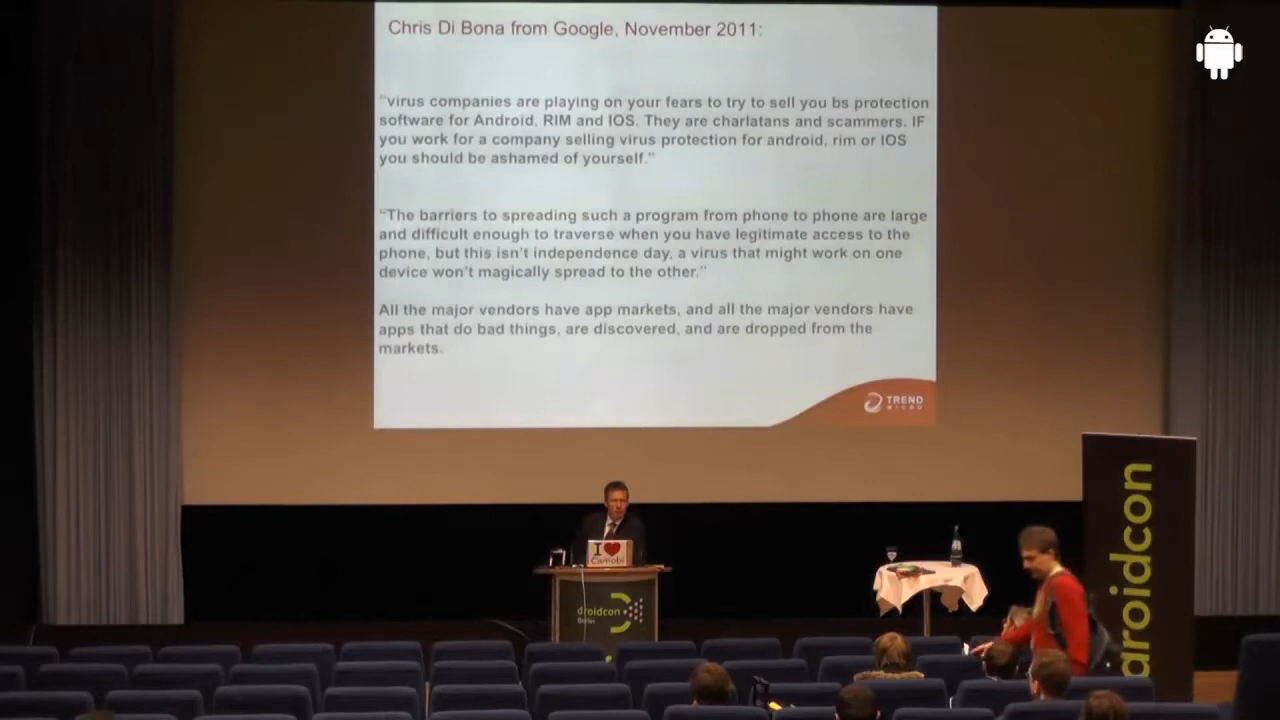 Chris Di Bona from Google, November 2011:
"virus companies are playing on your fears to try to sell you bs protection
software for Android, RIM and IOS. They are charlatans and scammers. IF
you work for a company selling virus protection for android, rim or IOS
you should be ashamed of yourself."
"The barriers to spreading such a program from phone to phone are large
and difficult enough to traverse when you have legitimate access to the
phone, but this isn't independence day, a virus that might work on one
device won't magically spread to the other."
All the major vendors have app markets, and all the major vendors have
apps that do bad things, are discovered, and are dropped from the
markets.
TREND
MICRO
I
Camobi
droidcon
Berlin
droidcon